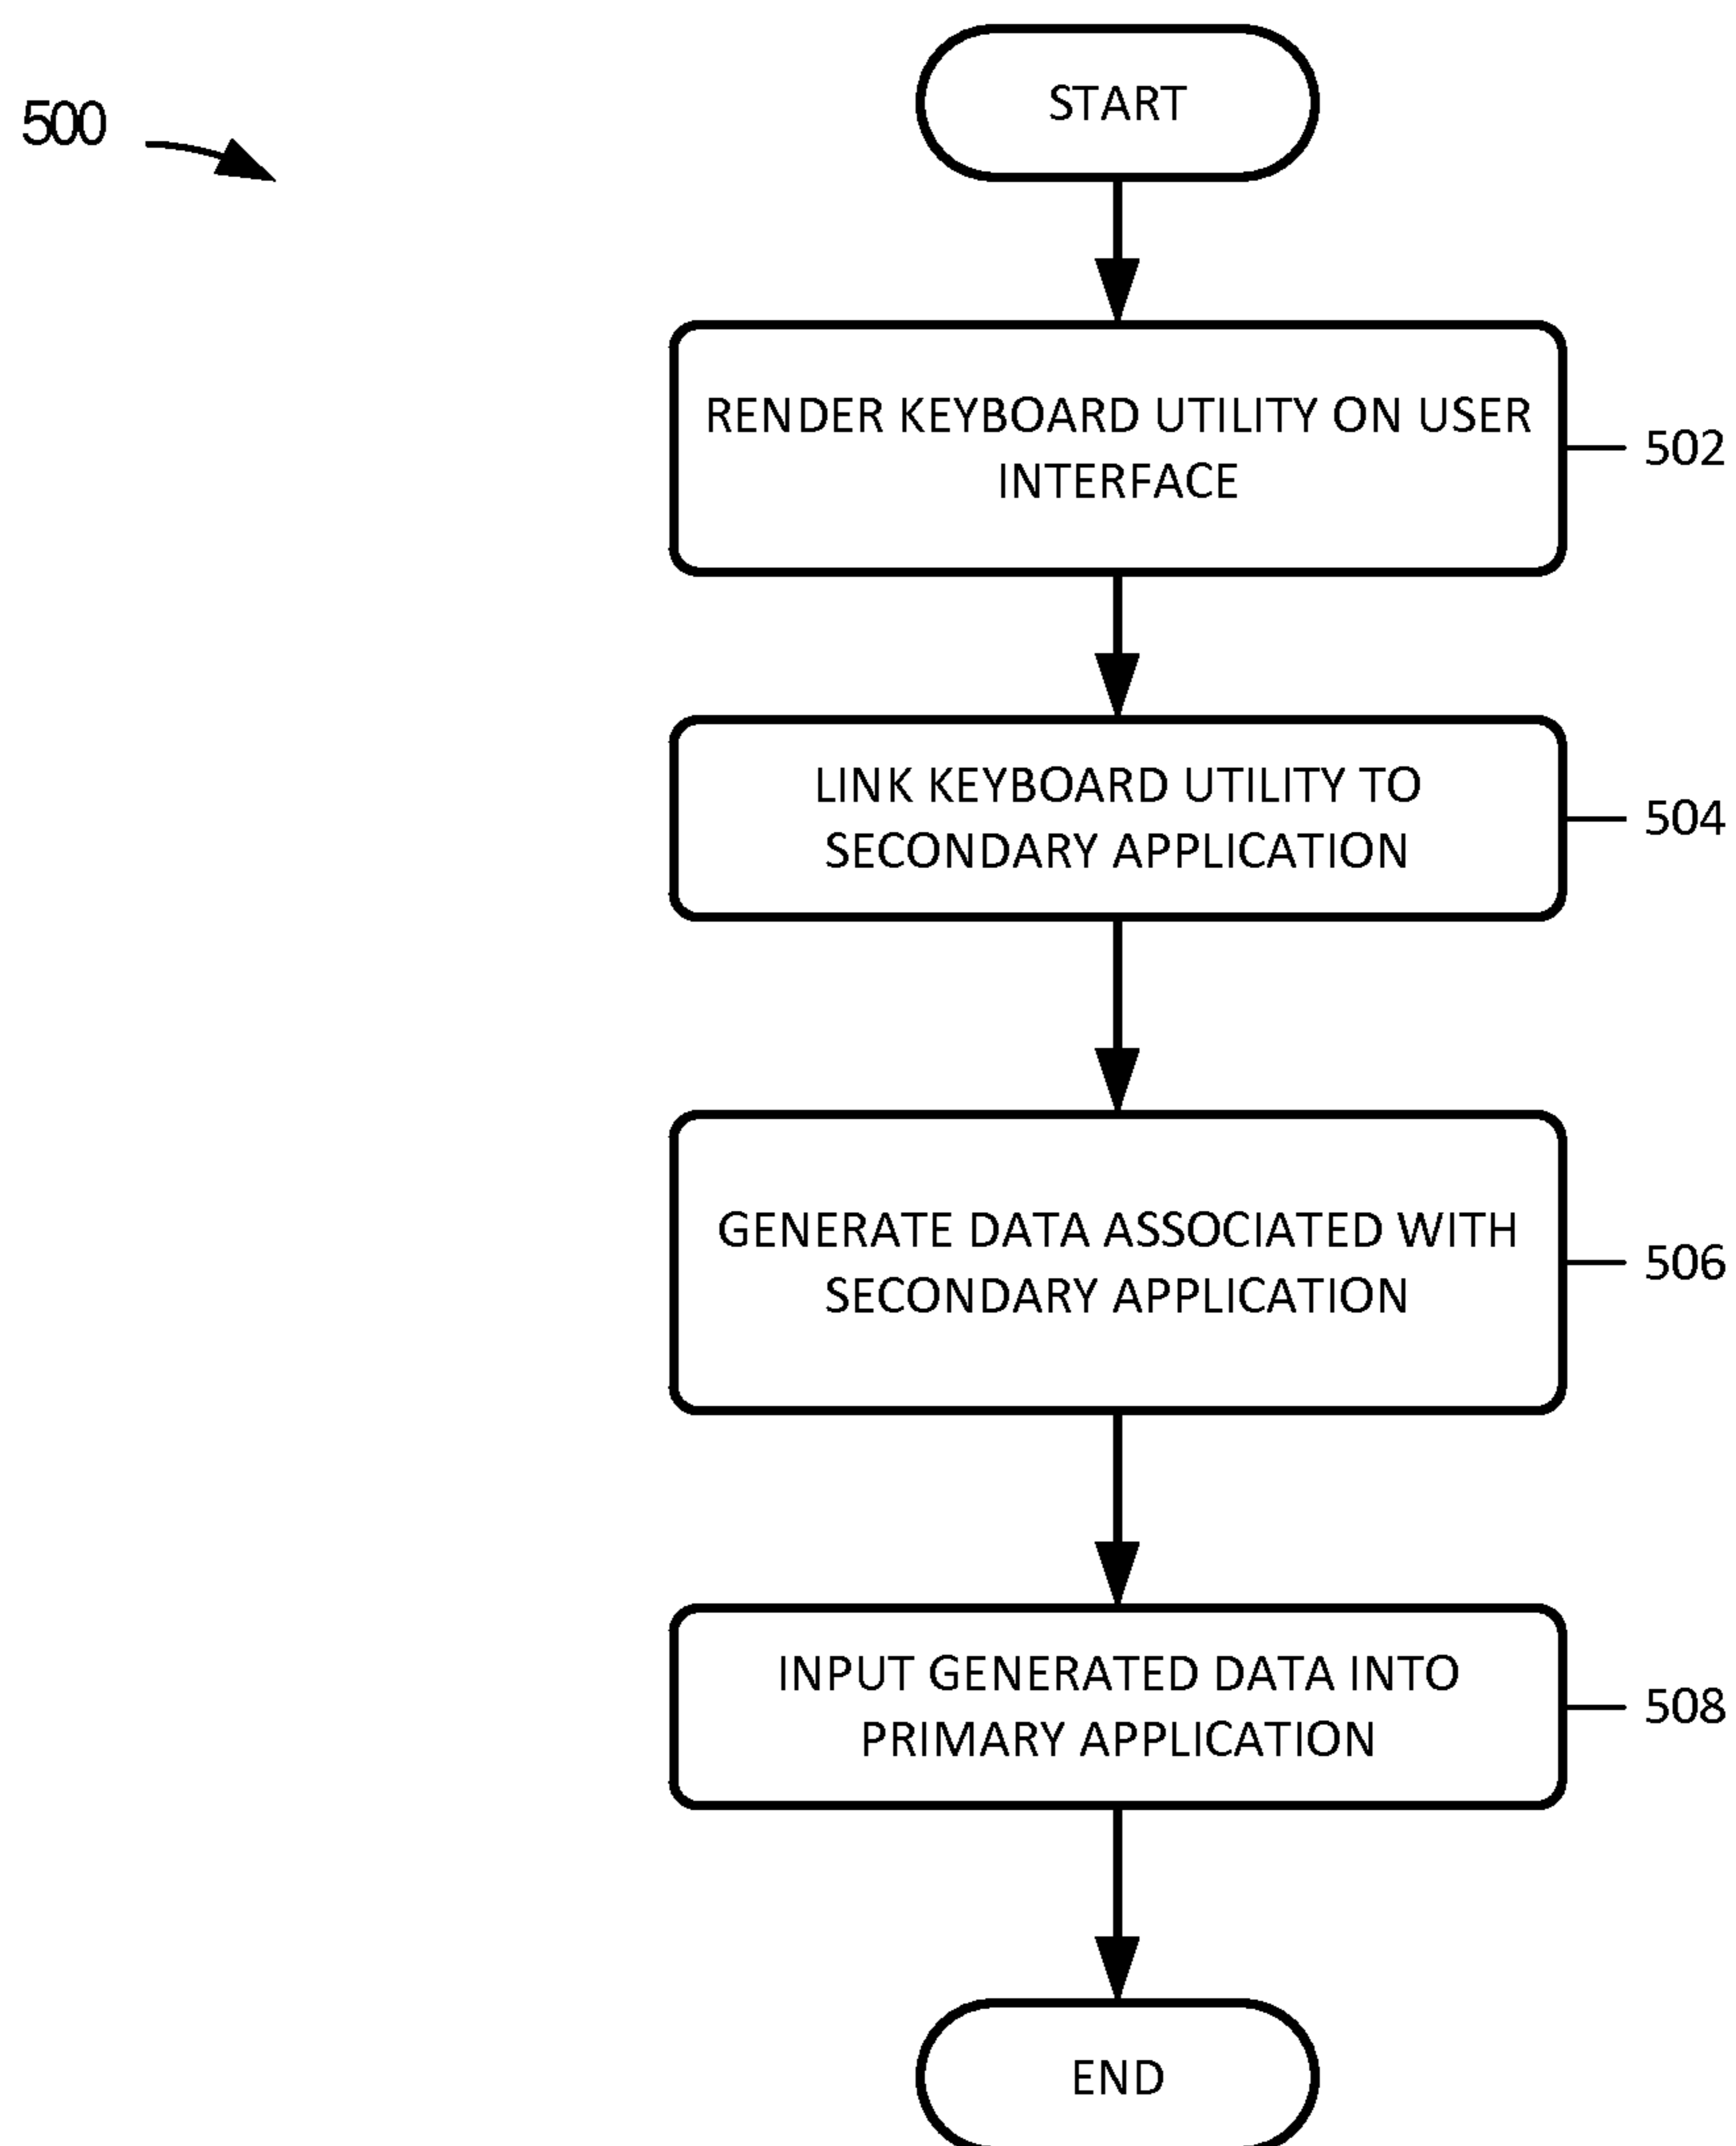 500
START
RENDER KEYBOARD UTILITY ON USER
INTERFACE
502
LINK KEYBOARD UTILITY TO
SECONDARY APPLICATION
504
GENERATE DATA ASSOCIATED WITH
SECONDARY APPLICATION
506
INPUT GENERATED DATA INTO
PRIMARY APPLICATION
508
END